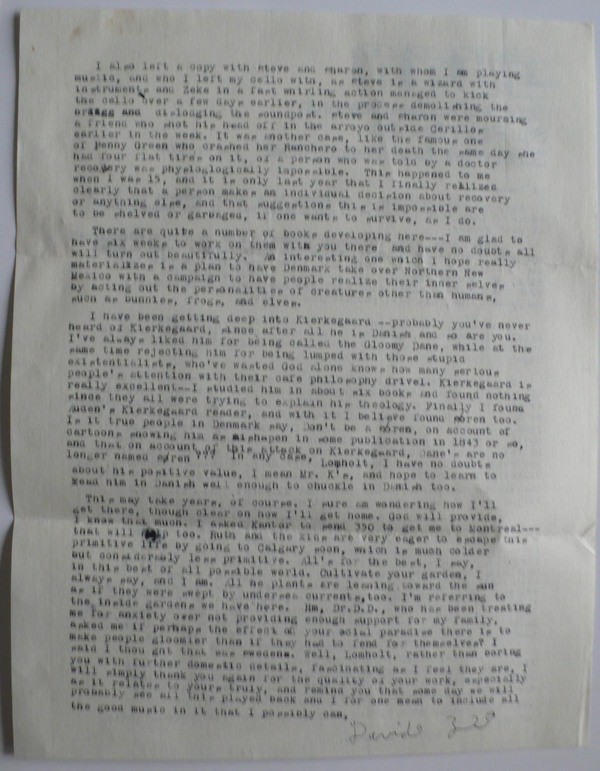 I also left a copy with Steve and Sharon, with whom I am playing
music, and who I left my cello with, as Steve is a wizard with
instruments and Zeke in a fast whirling action managed to kick
the cello over a few days earlier, in the process demolishing the
and dislodging the soundpost. Steve and Sharon were mourning
a friend who shot his head off in the arroyo outside Cerillos
earlier in the week. It was another case, like the famous one
of Penny Green who crashed her Ranchero to her death the same day she
had four flat tires on it, of a person who was told by a doctor
recovery was physiologically impossible. This happened to me
when I was 15, and it is only last year that I finally realized
clearly that a person makes an individual decision about recovery
or anything else, and that suggestions this is impossible are
to be shelved or garbaged, if one wants to survive, as I do.
There are quite a number of books developing here---I am glad to
have six weeks to work on them with you there and have no doubts all
will turn out beautifully. An interesting one which I hope really
materializes is a plan to have Denmark take over Northern New
Mexico with a campaign to have people realize their inner selves
by acting out the personalities of creatures other than humans,
such as bunnies, frogs, and elves.
I have been getting deep into Kierkegaard --probably you've never
heard of Kierkegaard, since after all he is Danish and so are you.
I've always liked him for being called the Gloomy Dane, while at the
same time rejecting him for being lumped with those stupid
existentialists, who've wasted God alone knows how many serious
people's attention with their cafe philosophy drivel. Kierkegaard is
really excellent--I studied him in about six books and found nothing
since they all were trying to explain his theology. Finally I found
Auden's Kierkegaard reader, and with it I believe found Soren too.
Is it true people in Denmark say, Don't be a Soren, on account of
cartoons showing him as mishapen in some publication in 1843 or so,
and that on account of this attack on Kierkegaard, Dane's are no
longer named Soren ??? In any case, Lomholt, I have no doubts
about his positive value, I mean Mr. K's, and hope to learn to
read him in Danish well enough to chuckle in Danish too.
This may take years, of course. I sure am wondering how I'll
get there, though clear on now I'll get home. God will provide,
I know that much. I asked Kantor to send 350 to get me to Montreal---
that will too. Ruth and the kids are very eager to escape this
primitive life by going to Calgary soon, which is much colder
but considerably less primitive. All's for the best, I say,
in this best of all possible world. Cultivate your garden, I
always say, and I am. All he plants are leaning toward the sun
as if they were swept by undersea currents,too. I'm referring to
the inside gardens we have here. Hm, Dr.D.D., who has been treating
me for anxiety over not providing enough support for my family,
asked me if perhaps the effect of your social paradise there is to
make people gloomier than if they had to fend for themselves? I
said I thou ght that was Swedens. Well, Lomholt, rather than boring
you with further domestic details, fascinating as I feel they are, I
will simply thank you again for the quality of your work, especially
as it relates to yours truly, and remind you that some day we will
probably see all this played back and I for one mean to include all
the good music in it that I possibly can,